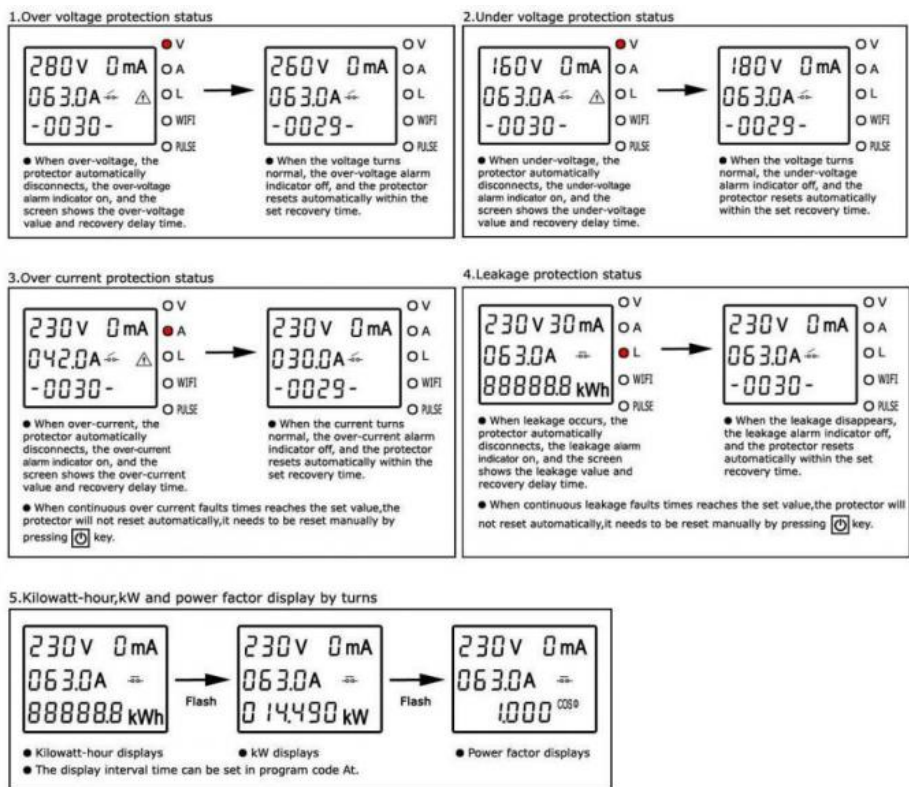 1.Over voltage protection status
280V 0mA
063.0A
-0030-
V
A
L
WIFI
PULSE
260V 0mA
063.0A
-0029-
V
A
L
WIFI
PULSE
● When over-voltage, the
protector automatically
disconnects, the over-voltage
alarm indicator on, and the
screen shows the over-voltage
value and recovery delay time.
● When the voltage turns
normal, the over-voltage alarm
indicator off, and the protector
resets automatically within the
set recovery time.
2.Under voltage protection status
160V 0mA
063.0A
-0030-
V
A
L
WIFI
PULSE
180V 0mA
063.0A
-0029-
V
A
L
WIFI
PULSE
● When under-voltage, the
protector automatically
disconnects, the under-voltage
alarm indicator on, and the
screen shows the under-voltage
value and recovery delay time.
● When the voltage turns
normal, the under-voltage
alarm indicator off, and the
protector resets automatically
within the set recovery time.
3.Over current protection status
230V 0mA
042.0A
-0030-
V
A
L
WIFI
PULSE
230V 0mA
030.0A
-0029-
V
A
L
WIFI
PULSE
● When over-current, the
protector automatically
disconnects, the over-current
alarm indicator on, and the
screen shows the over-current
value and recovery delay time.
● When the current turns
normal, the over-current alarm
indicator off, and the protector
resets automatically within the
set recovery time.
● When continuous over current faults times reaches the set value,the
protector will not reset automatically,it needs to be reset manually by
pressing key.
4.Leakage protection status
230V 30mA
063.0A
88888.8 kWh
V
A
L
WIFI
PULSE
230V 0mA
063.0A
-0030-
V
A
L
WIFI
PULSE
● When leakage occurs, the
protector automatically
disconnects, the leakage alarm
indicator on, and the screen
shows the leakage value and
recovery delay time.
● When the leakage disappears,
the leakage alarm indicator off,
and the protector resets
automatically within the set
recovery time.
● When continuous leakage faults times reaches the set value,the protector will
not reset automatically,it needs to be reset manually by pressing key.
5.Kilowatt-hour,kW and power factor display by turns
230V 0mA
063.0A
88888.8 kWh
Flash
230V 0mA
063.0A
014.490 kW
Flash
230V 0mA
063.0A
1.000 COSΦ
● Kilowatt-hour displays
● kW displays
● Power factor displays
● The display interval time can be set in program code At.